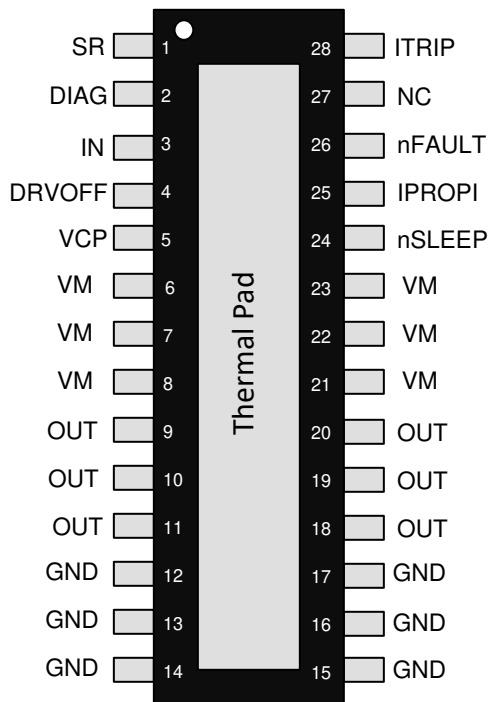 SR 1 28 ITRIP
DIAG 2 27 NC
IN 3 26 nFAULT
DRVOFF 4 25 IPROPI
VCP 5 24 nSLEEP
VM 6 23 VM
VM 7 22 VM
VM 8 21 VM
OUT 9 20 OUT
OUT 10 19 OUT
OUT 11 18 OUT
GND 12 17 GND
GND 13 16 GND
GND 14 15 GND
Thermal Pad